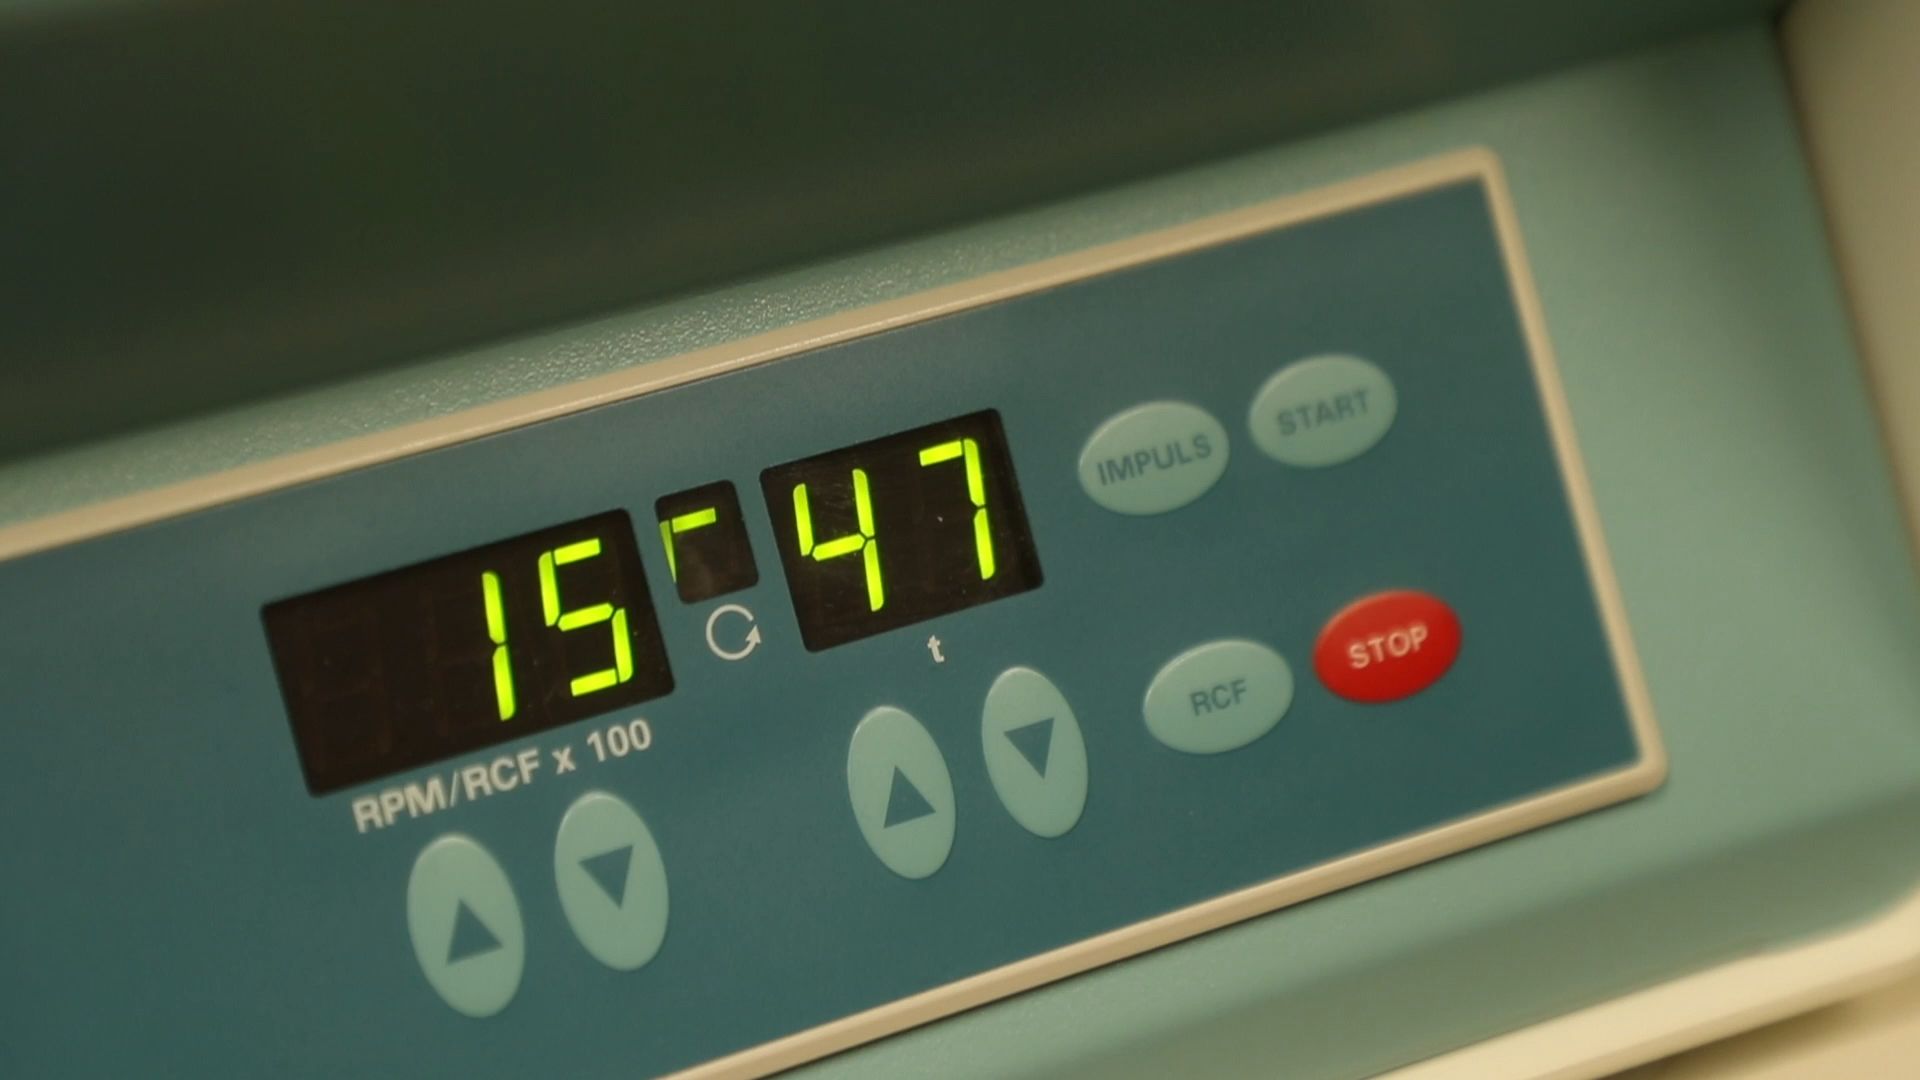 15 47
RPM/RCF x 100
t
IMPULS
START
RCF
STOP